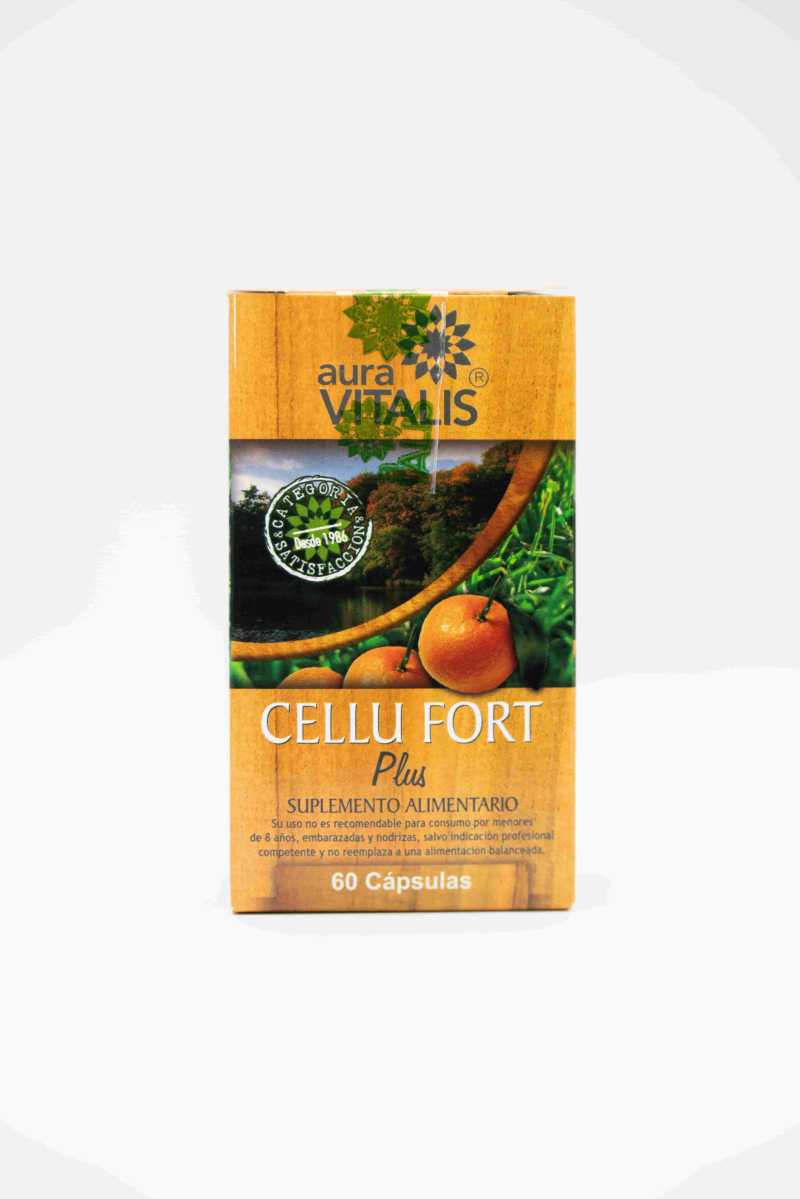 aura
VITALIS ®
CATEGORIA & SATISFACCION &
Desde 1986
CELLU FORT
Plus
SUPLEMENTO ALIMENTARIO
Su uso no es recomendable para consumo por menores
de 8 años, embarazadas y nodrizas, salvo indicación profesional
competente y no reemplaza a una alimentación balanceada.
60 Cápsulas